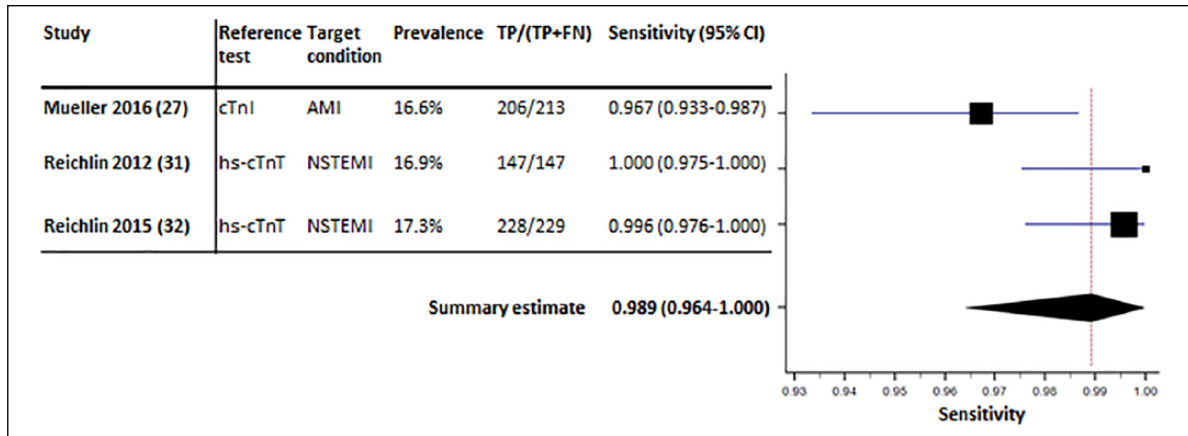 Study Reference Target Prevalence TP/(TP+FN) Sensitivity (95% CI)
test condition
Mueller 2016 (27) cTnI AMI 16.6% 206/213 0.967 (0.933-0.987)
Reichlin 2012 (31) hs-cTnT NSTEMI 16.9% 147/147 1.000 (0.975-1.000)
Reichlin 2015 (32) hs-cTnT NSTEMI 17.3% 228/229 0.996 (0.976-1.000)
Summary estimate 0.989 (0.964-1.000)
0.93 0.94 0.95 0.96 0.97 0.98 0.99 1.00
Sensitivity